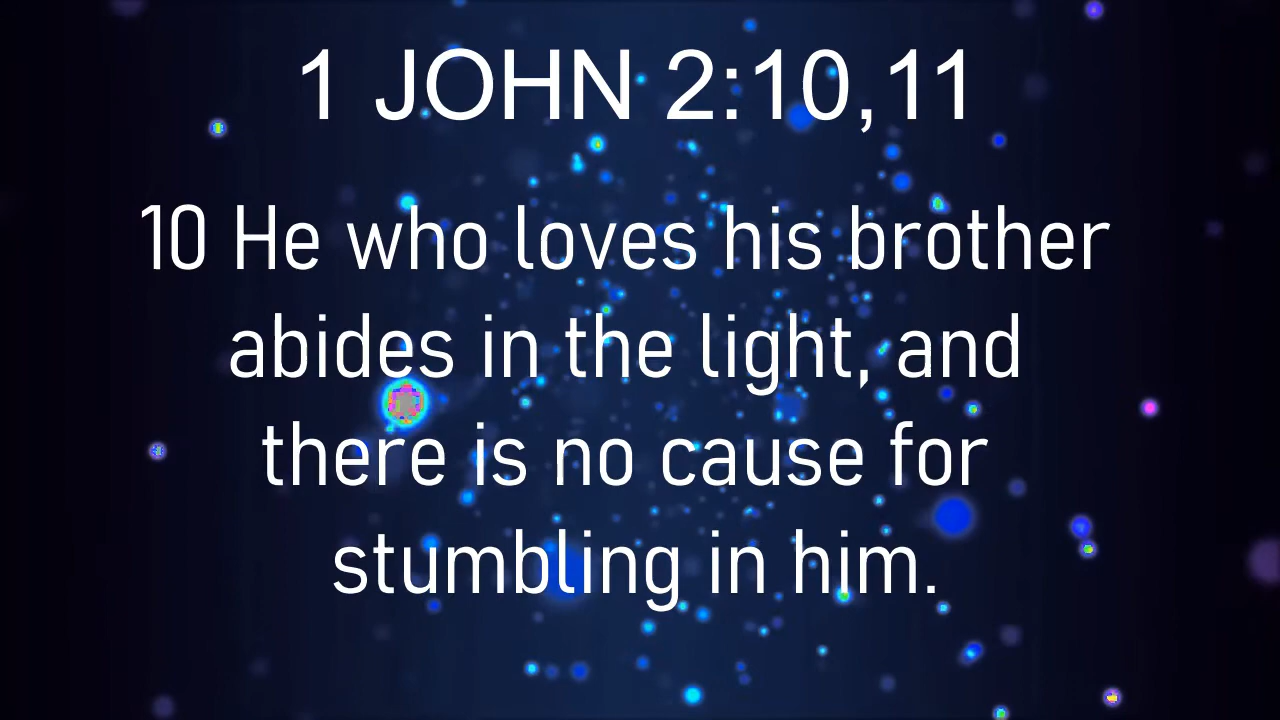 1 JOHN 2:10,11
10 He who loves his brother
abides in the light, and
there is no cause for
stumbling in him.